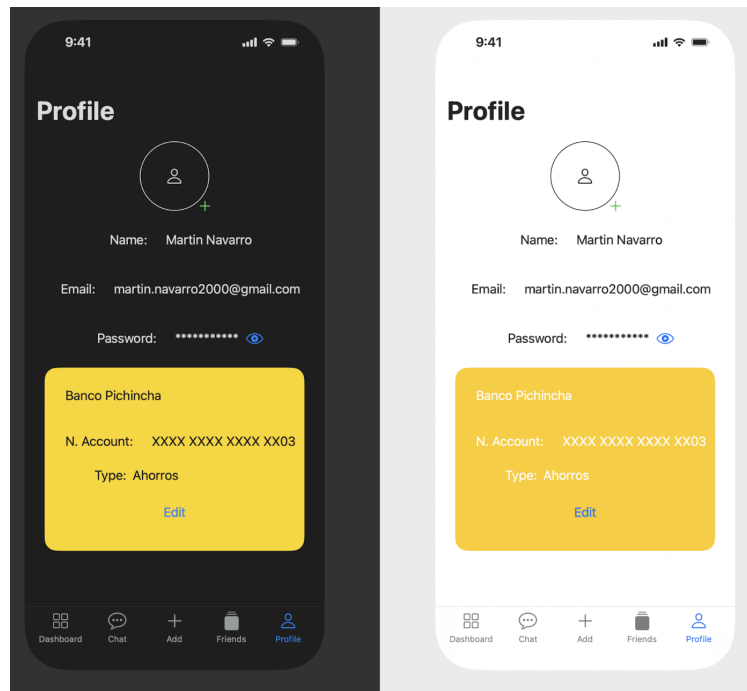 9:41
Profile
Name: Martin Navarro
Email: martin.navarro2000@gmail.com
Password: ***********
Banco Pichincha
N. Account: XXXX XXXX XXXX XX03
Type: Ahorros
Edit
Dashboard Chat Add Friends Profile
9:41
Profile
Name: Martin Navarro
Email: martin.navarro2000@gmail.com
Password: ***********
Banco Pichincha
N. Account: XXXX XXXX XXXX XX03
Type: Ahorros
Edit
Dashboard Chat Add Friends Profile